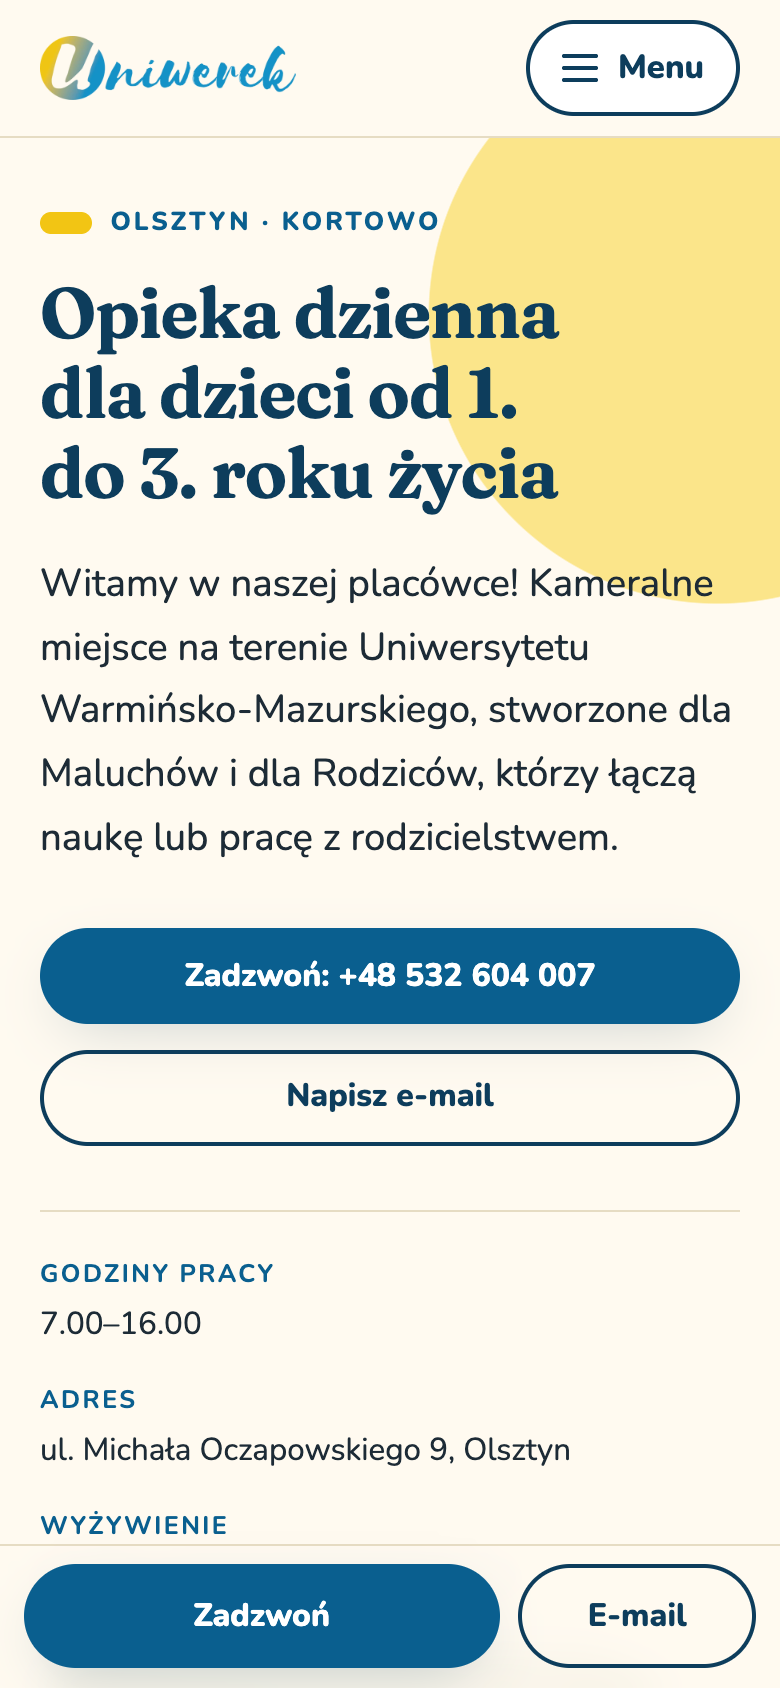 Uniwerek
Menu
OLSZTYN · KORTOWO
Opieka dzienna
dla dzieci od 1.
do 3. roku życia
Witamy w naszej placówce! Kameralne
miejsce na terenie Uniwersytetu
Warmińsko-Mazurskiego, stworzone dla
Maluchów i dla Rodziców, którzy łączą
naukę lub pracę z rodzicielstwem.
Zadzwoń: +48 532 604 007
Napisz e-mail
GODZINY PRACY
7.00–16.00
ADRES
ul. Michała Oczapowskiego 9, Olsztyn
WYŻYWIENIE
Zadzwoń
E-mail